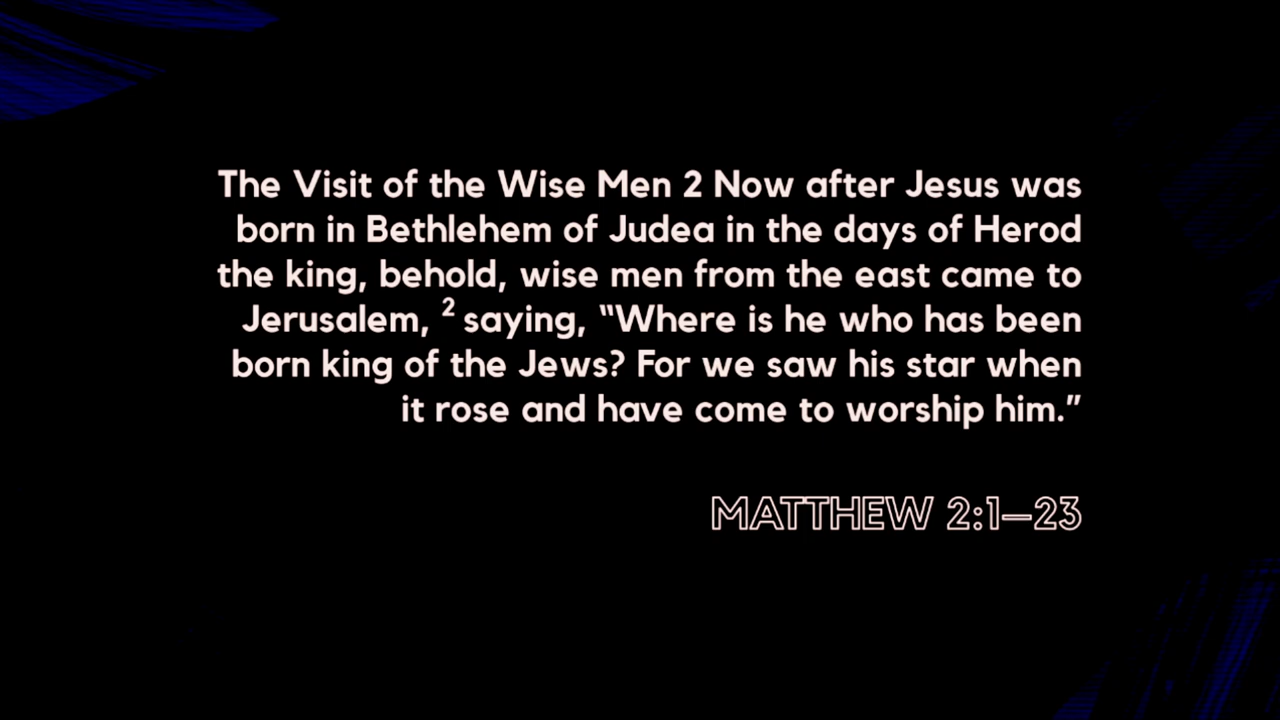 The Visit of the Wise Men 2 Now after Jesus was
born in Bethlehem of Judea in the days of Herod
the king, behold, wise men from the east came to
Jerusalem, ² saying, “Where is he who has been
born king of the Jews? For we saw his star when
it rose and have come to worship him.”
MATTHEW 2:1–23